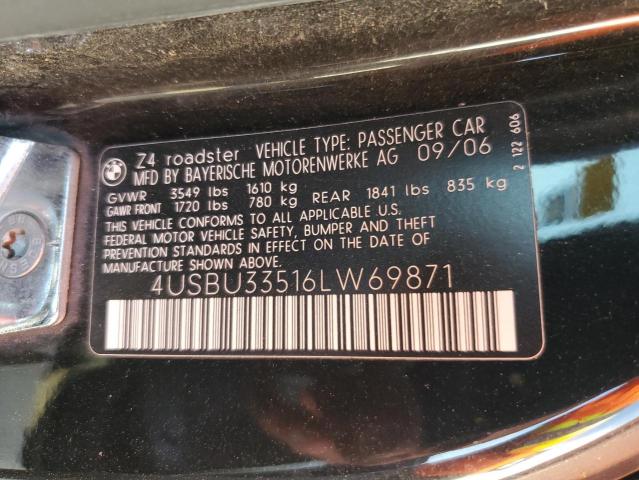 BMW
Z4 roadster VEHICLE TYPE: PASSENGER CAR
MFD BY BAYERISCHE MOTORENWERKE AG 09/06
GVWR 3549 lbs 1610 kg
GAWR FRONT 1720 lbs 780 kg REAR 1841 lbs 835 kg
THIS VEHICLE CONFORMS TO ALL APPLICABLE
FEDERAL MOTOR VEHICLE SAFETY, BUMPER AND THEFT
PREVENTION STANDARDS IN EFFECT ON THE DATE OF
MANUFACTURE SHOWN ABOVE.
4USBU33516LW69871
2 122 606